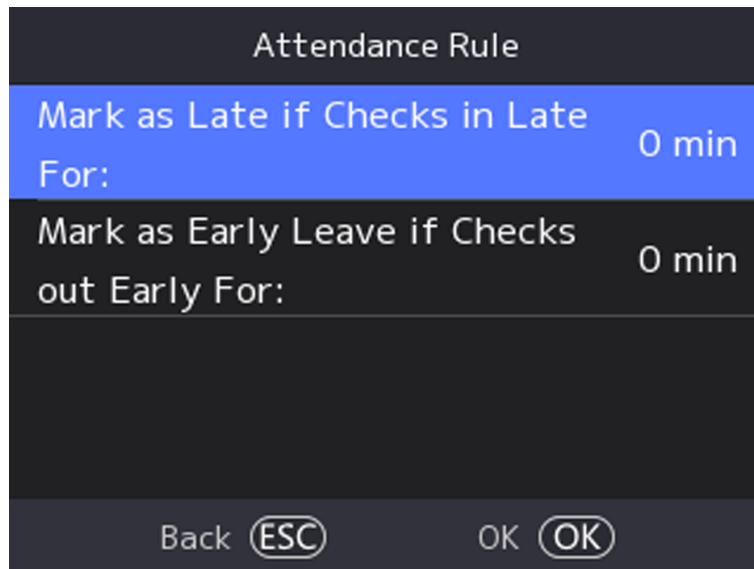 Attendance Rule
Mark as Late if Checks in Late
For:
0 min
Mark as Early Leave if Checks
out Early For:
0 min
Back ESC OK OK